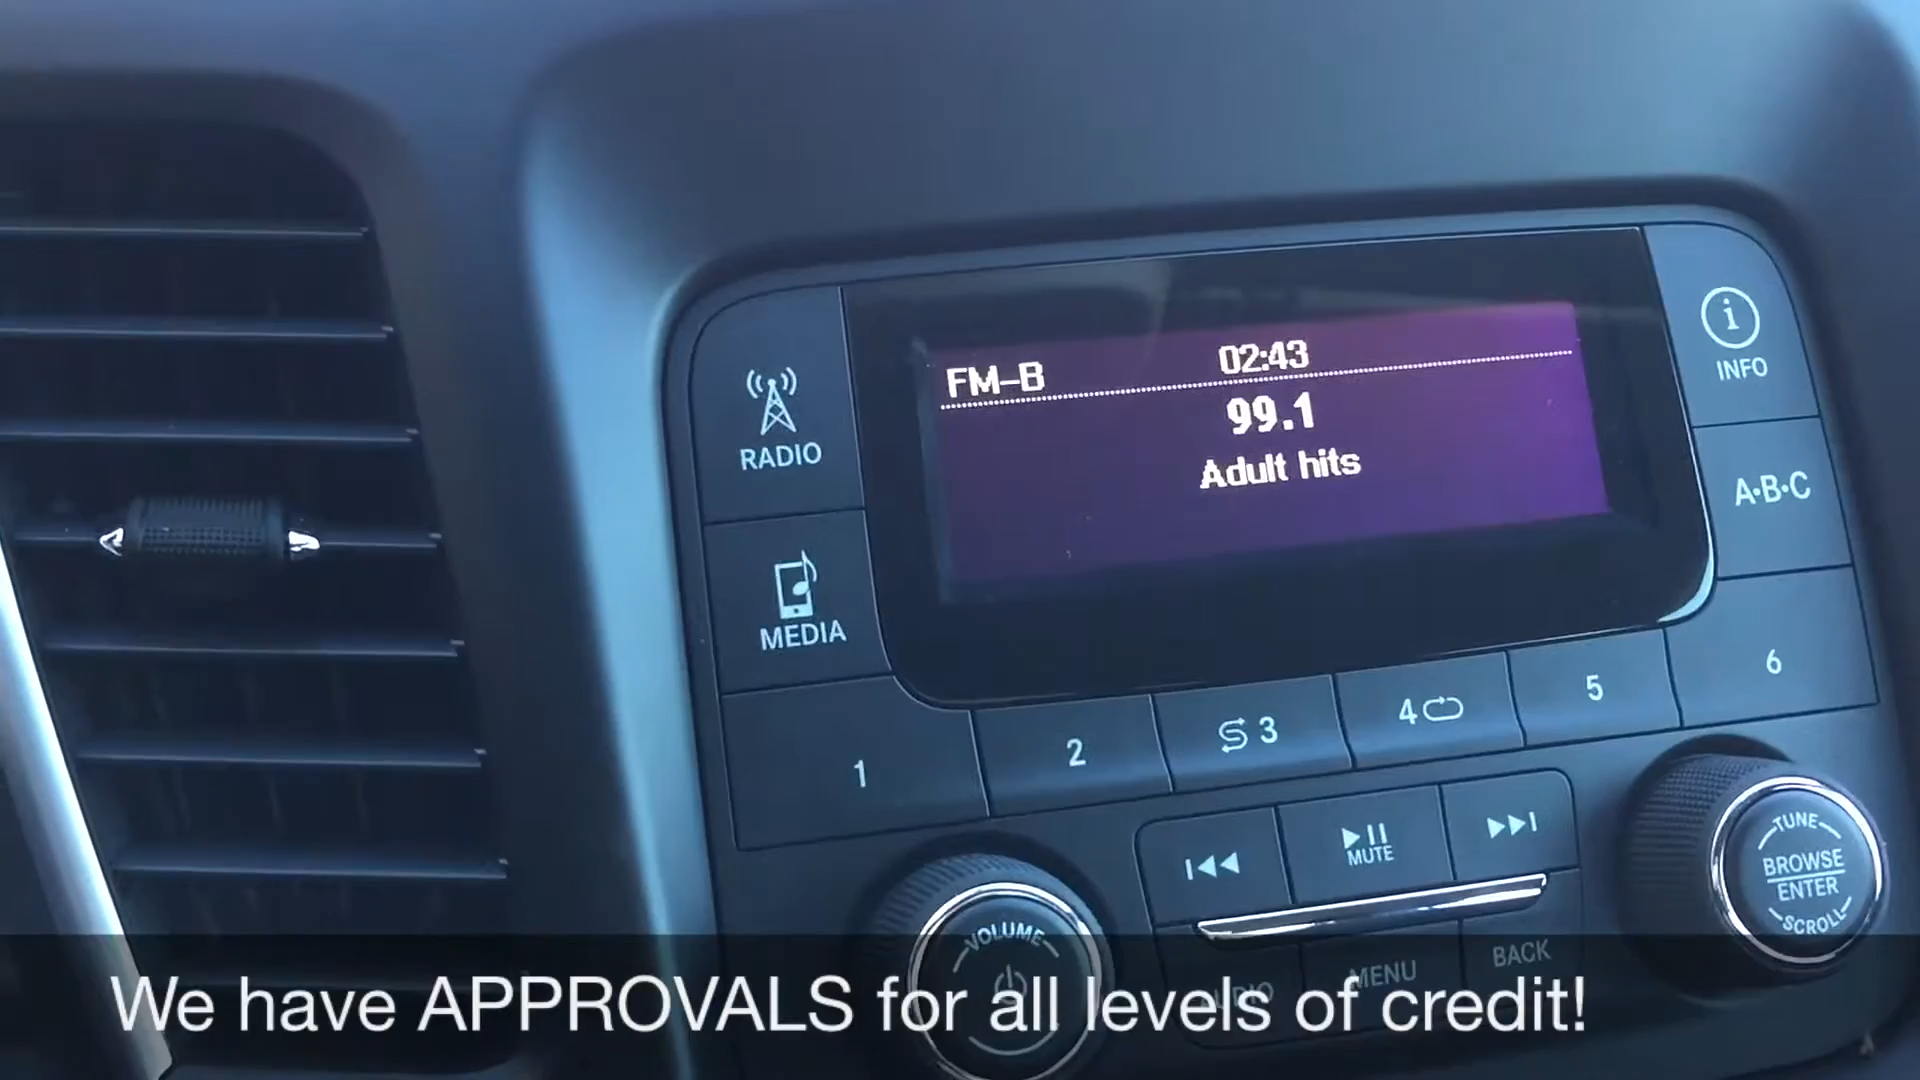 FM-B
02:43
99.1
Adult hits
RADIO
MEDIA
i
INFO
A•B•C
1
2
3
4
5
6
MUTE
VOLUME
TUNE
BROWSE
ENTER
SCROLL
MENU
BACK
We have APPROVALS for all levels of credit!